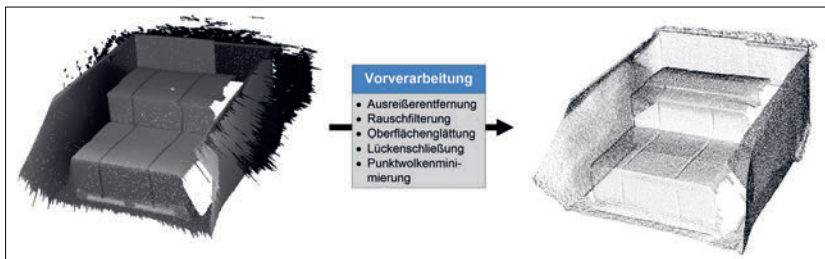 Vorverarbeitung
• Ausreißerentfernung
• Rauschfilterung
• Oberflächenglättung
• Lückenschließung
• Punktwolkenmini-
mierung